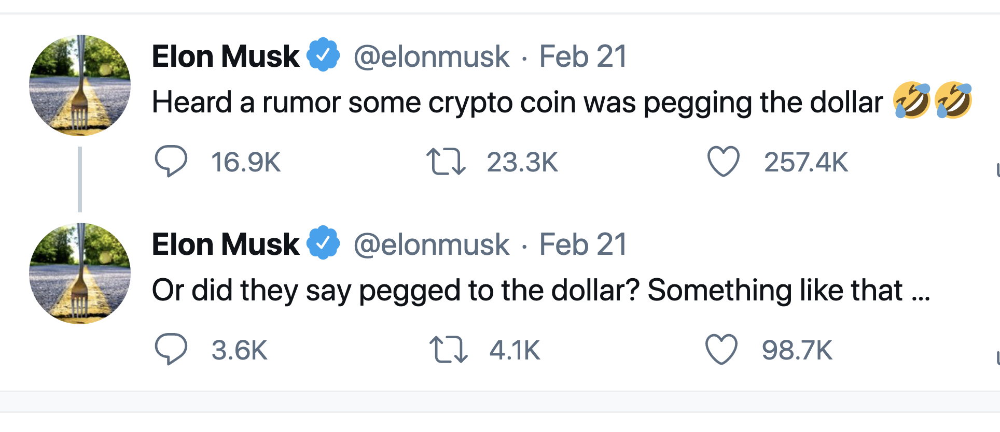 Elon Musk @elonmusk · Feb 21
Heard a rumor some crypto coin was pegging the dollar 🤣🤣
16.9K 23.3K 257.4K
Elon Musk @elonmusk · Feb 21
Or did they say pegged to the dollar? Something like that ...
3.6K 4.1K 98.7K